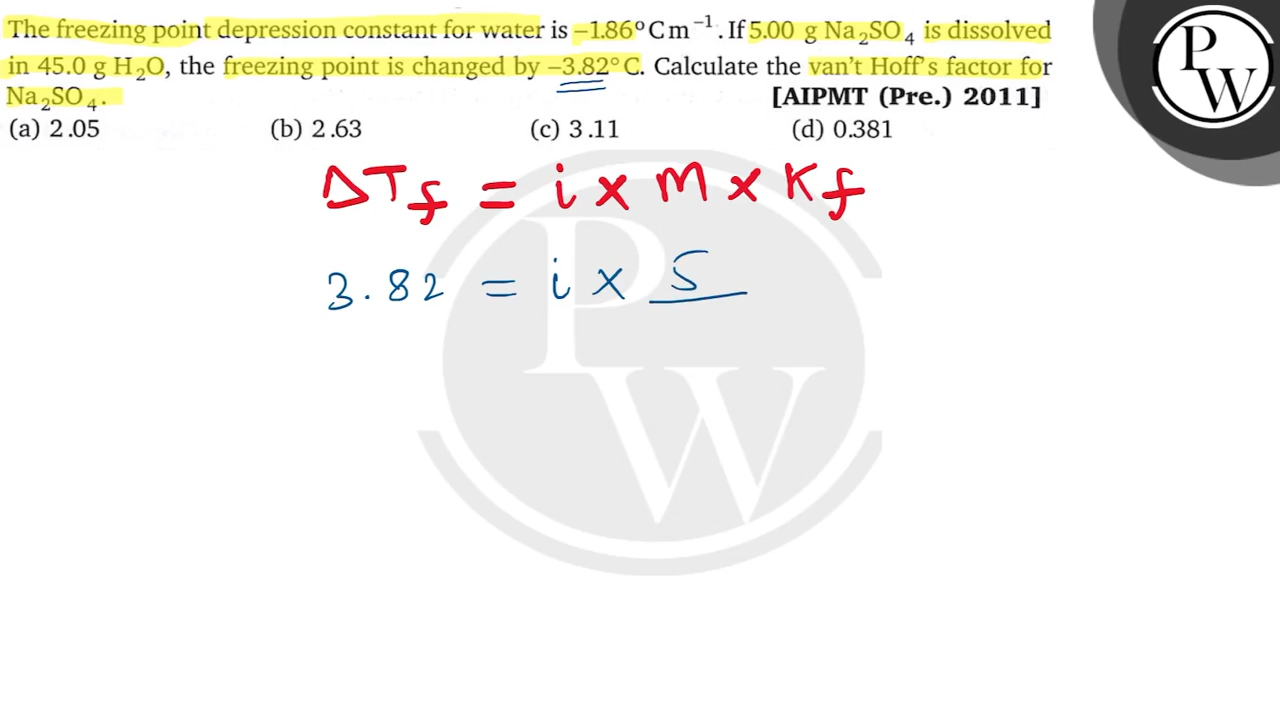 The freezing point depression constant for water is −1.86°C m⁻¹. If 5.00 g Na₂SO₄ is dissolved
in 45.0 g H₂O, the freezing point is changed by −3.82°C. Calculate the van't Hoff's factor for
Na₂SO₄.
[AIPMT (Pre.) 2011]
(a) 2.05 (b) 2.63 (c) 3.11 (d) 0.381
ΔTf = i × m × Kf
3.82 = i × 5
P
W
P
W